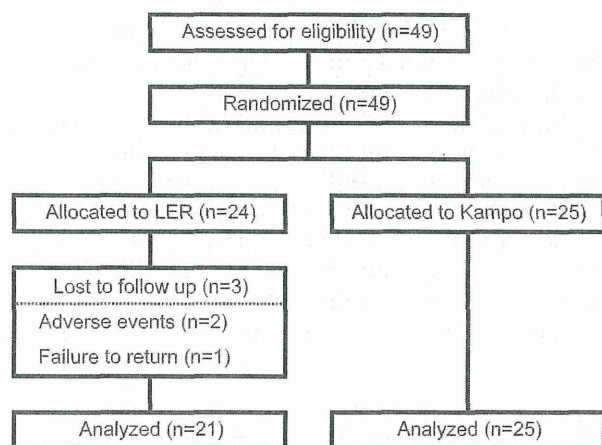 Assessed for eligibility (n=49)
Randomized (n=49)
Allocated to LER (n=24)
Allocated to Kampo (n=25)
Lost to follow up (n=3)
Adverse events (n=2)
Failure to return (n=1)
Analyzed (n=21)
Analyzed (n=25)